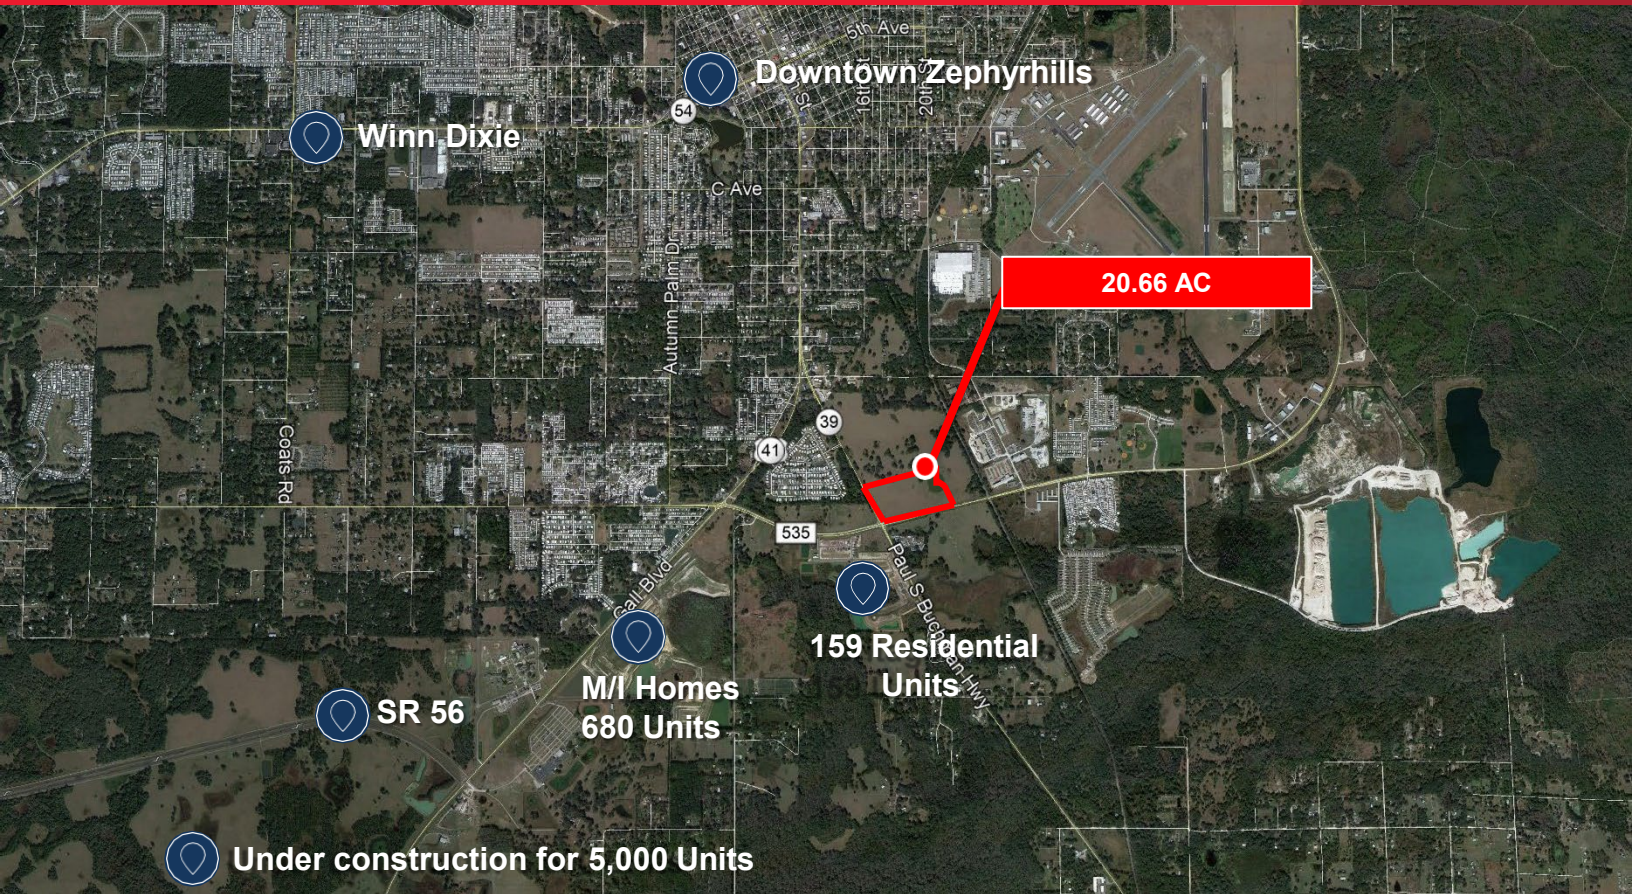 5th Ave
Downtown Zephyrhills
54
16th St
20th St
Winn Dixie
C Ave
20.66 AC
Autumn Palm Dr
39
41
Coats Rd
535
Gall Blvd
Paul S Buchman Hwy
159 Residential
Units
M/I Homes
680 Units
SR 56
Under construction for 5,000 Units